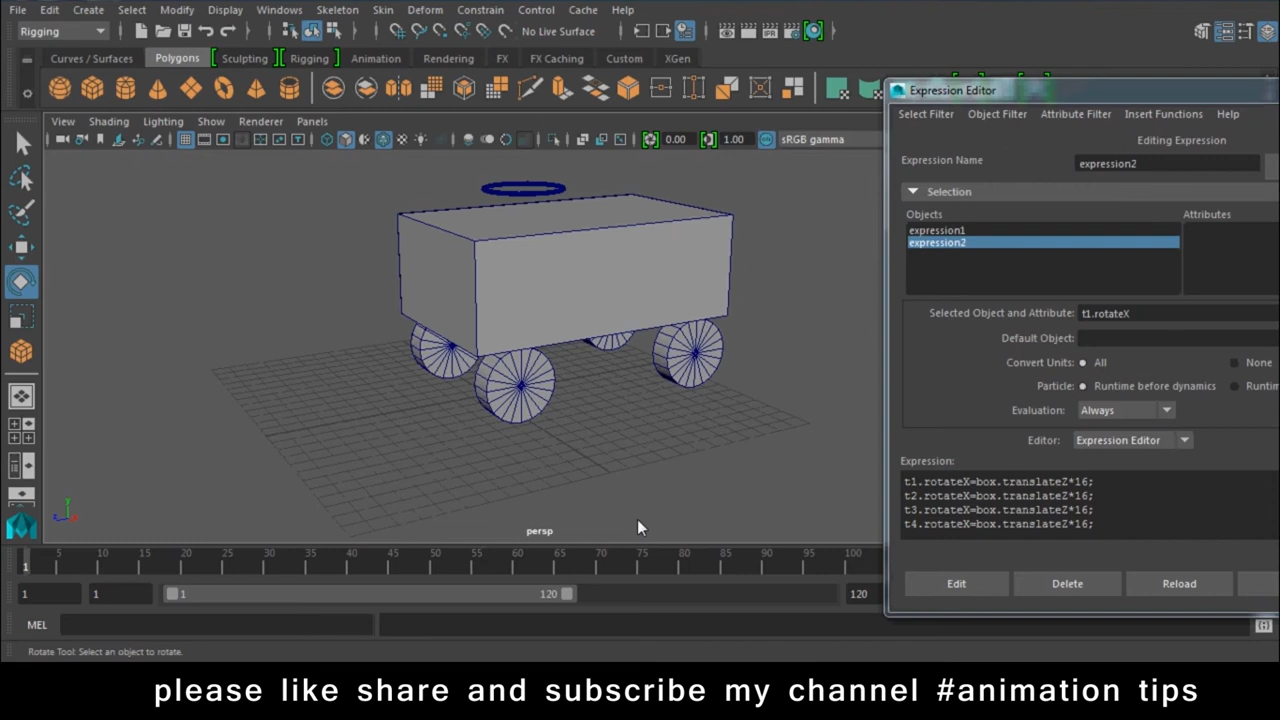 File Edit Create Select Modify Display Windows Skeleton Skin Deform Constrain Control Cache Help
Rigging
No Live Surface
Curves / Surfaces Polygons Sculpting Rigging Animation Rendering FX FX Caching Custom XGen
View Shading Lighting Show Renderer Panels
0.00 1.00 sRGB gamma
persp
5 10 15 20 25 30 35 40 45 50 55 60 65 70 75 80 85 90 95 100
1
1 1 1 120 120
MEL
Rotate Tool: Select an object to rotate.
Expression Editor
Select Filter Object Filter Attribute Filter Insert Functions Help
Editing Expression
Expression Name expression2
Selection
Objects Attributes
expression1
expression2
Selected Object and Attribute: t1.rotateX
Default Object:
Convert Units: All None
Particle: Runtime before dynamics Runtim
Evaluation: Always
Editor: Expression Editor
Expression:
t1.rotateX=box.translateZ*16;
t2.rotateX=box.translateZ*16;
t3.rotateX=box.translateZ*16;
t4.rotateX=box.translateZ*16;
Edit Delete Reload
please like share and subscribe my channel #animation tips